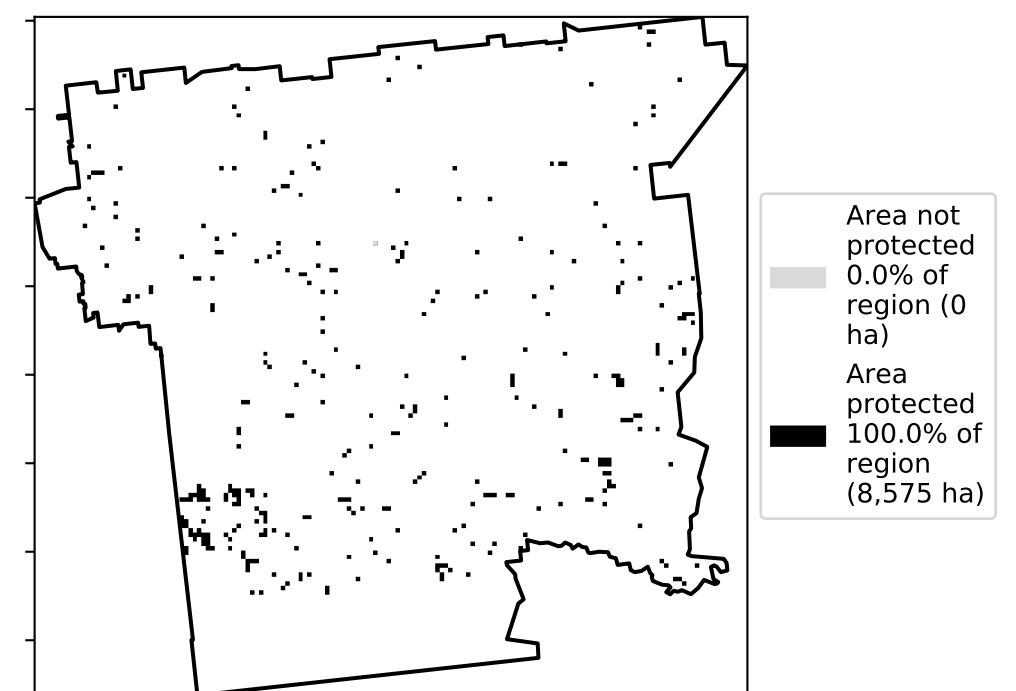 Area not
protected
0.0% of
region (0
ha)
Area
protected
100.0% of
region
(8,575 ha)